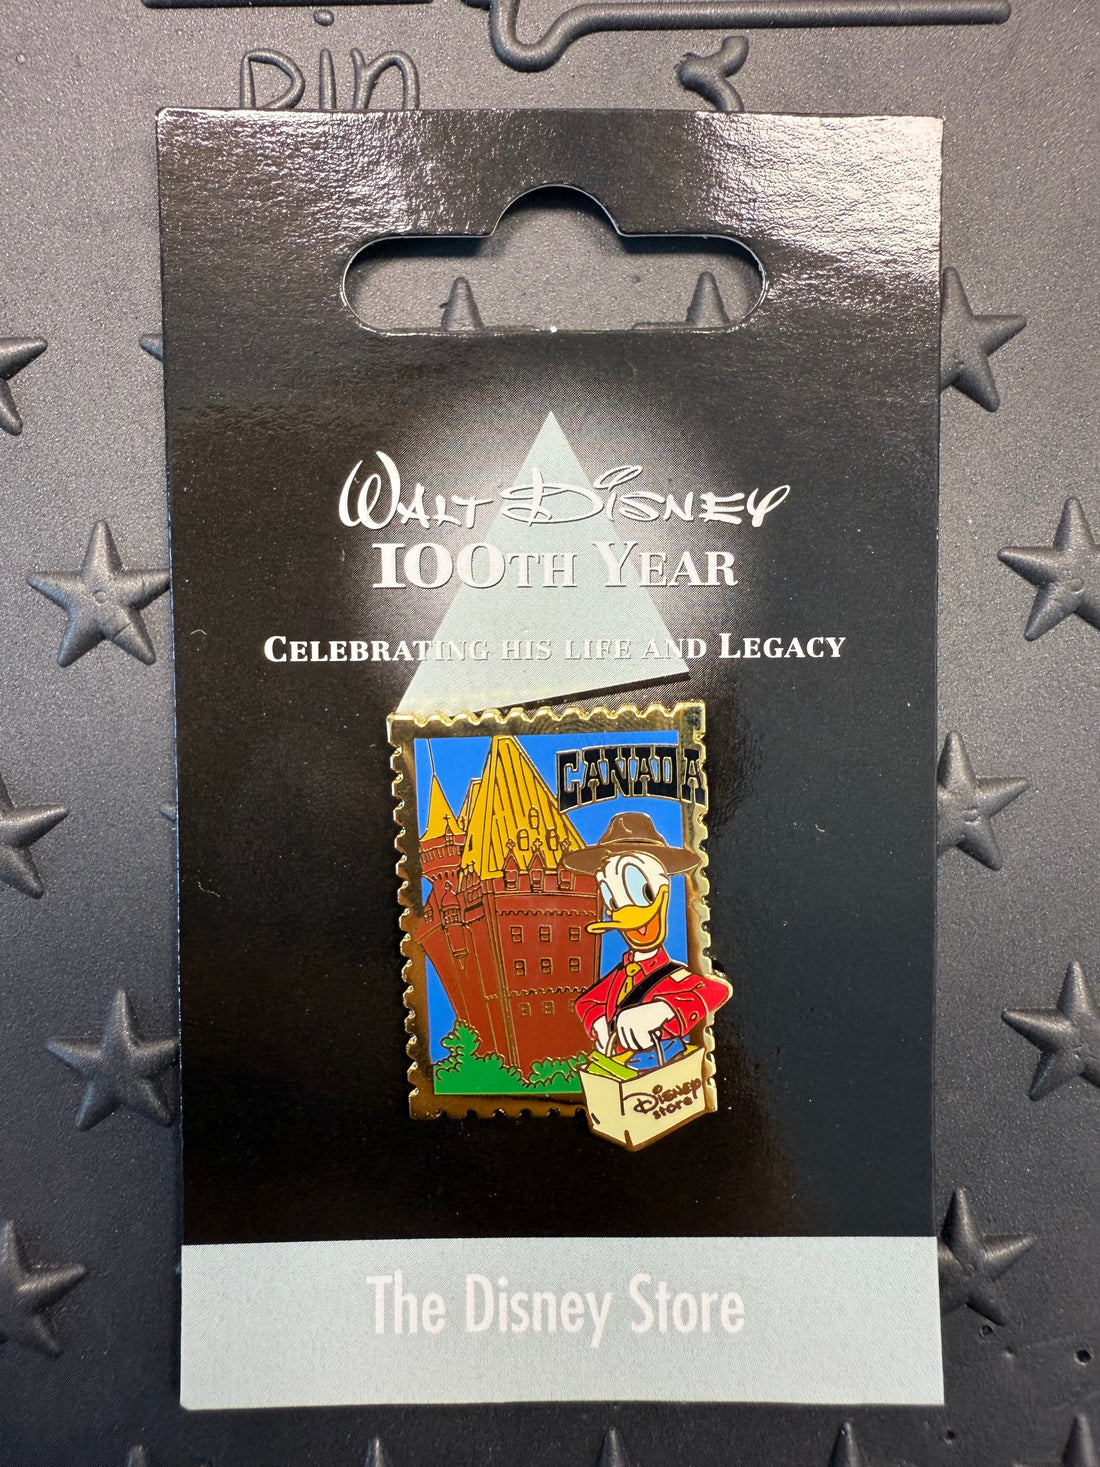 pin
WALT DISNEY
100TH YEAR
CELEBRATING HIS LIFE AND LEGACY
CANADA
DISNEY
store
The Disney Store